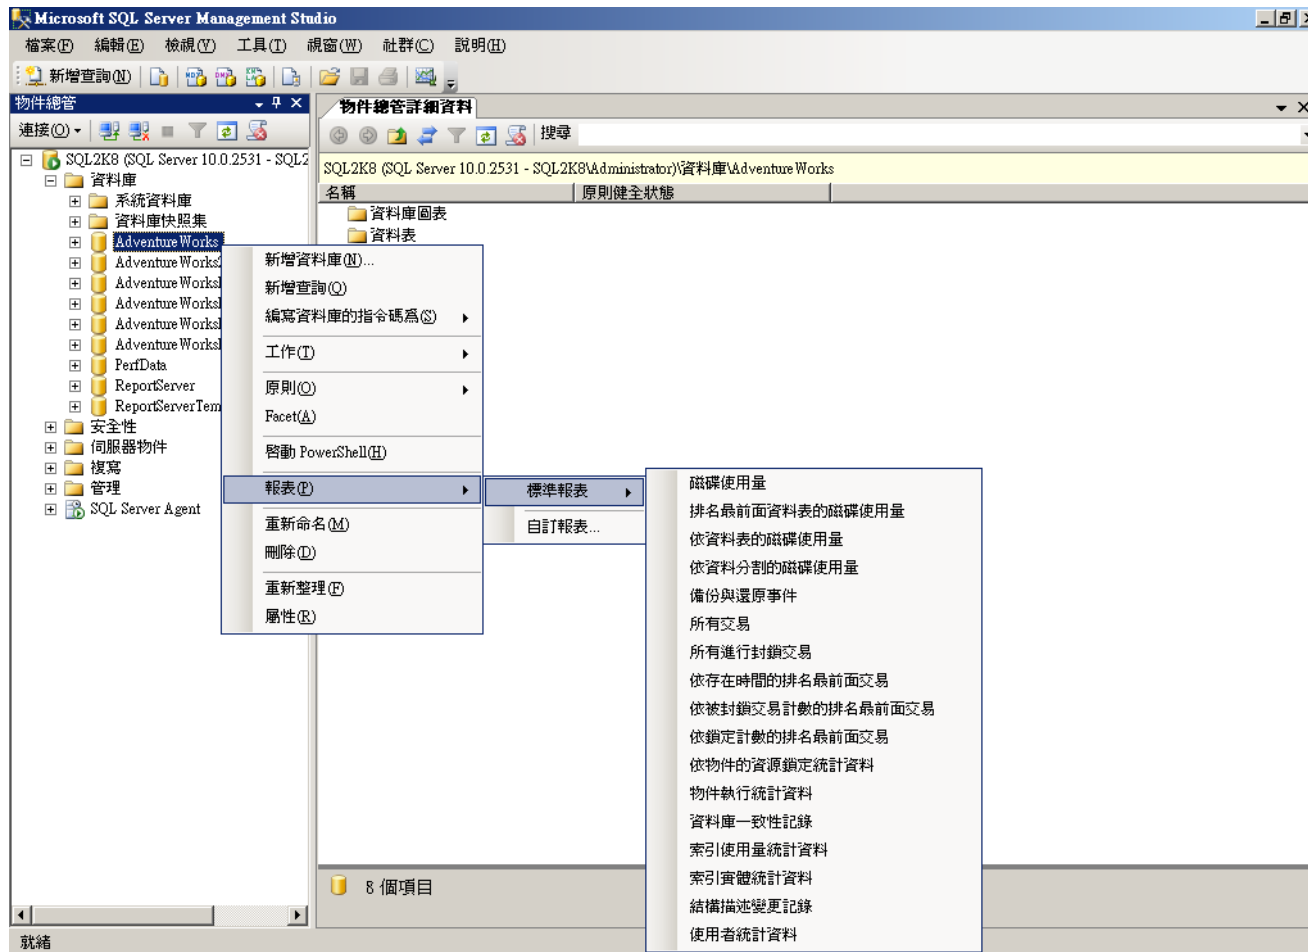 Microsoft SQL Server Management Studio
檔案(F) 編輯(E) 檢視(V) 工具(T) 視窗(W) 社群(C) 說明(H)
新增查詢(N)
物件總管
物件總管詳細資料
連接(O)
搜尋
SQL2K8 (SQL Server 10.0.2531 - SQL2
SQL2K8 (SQL Server 10.0.2531 - SQL2K8\Administrator)\資料庫\AdventureWorks
名稱 原則健全狀態
資料庫圖表
資料表
資料庫
系統資料庫
資料庫快照集
AdventureWorks
AdventureWorks
AdventureWorks
AdventureWorks
AdventureWorks
AdventureWorks
PerfData
ReportServer
ReportServerTem
安全性
伺服器物件
複寫
管理
SQL Server Agent
新增資料庫(N)...
新增查詢(Q)
編寫資料庫的指令碼為(S)
工作(T)
原則(O)
Facet(A)
啟動 PowerShell(H)
報表(P)
重新命名(M)
刪除(D)
重新整理(F)
屬性(R)
標準報表
自訂報表...
磁碟使用量
排名最前面資料表的磁碟使用量
依資料表的磁碟使用量
依資料分割的磁碟使用量
備份與還原事件
所有交易
所有進行封鎖交易
依存在時間的排名最前面交易
依被封鎖交易計數的排名最前面交易
依鎖定計數的排名最前面交易
依物件的資源鎖定統計資料
物件執行統計資料
資料庫一致性記錄
索引使用量統計資料
索引實體統計資料
結構描述變更記錄
使用者統計資料
8 個項目
就緒